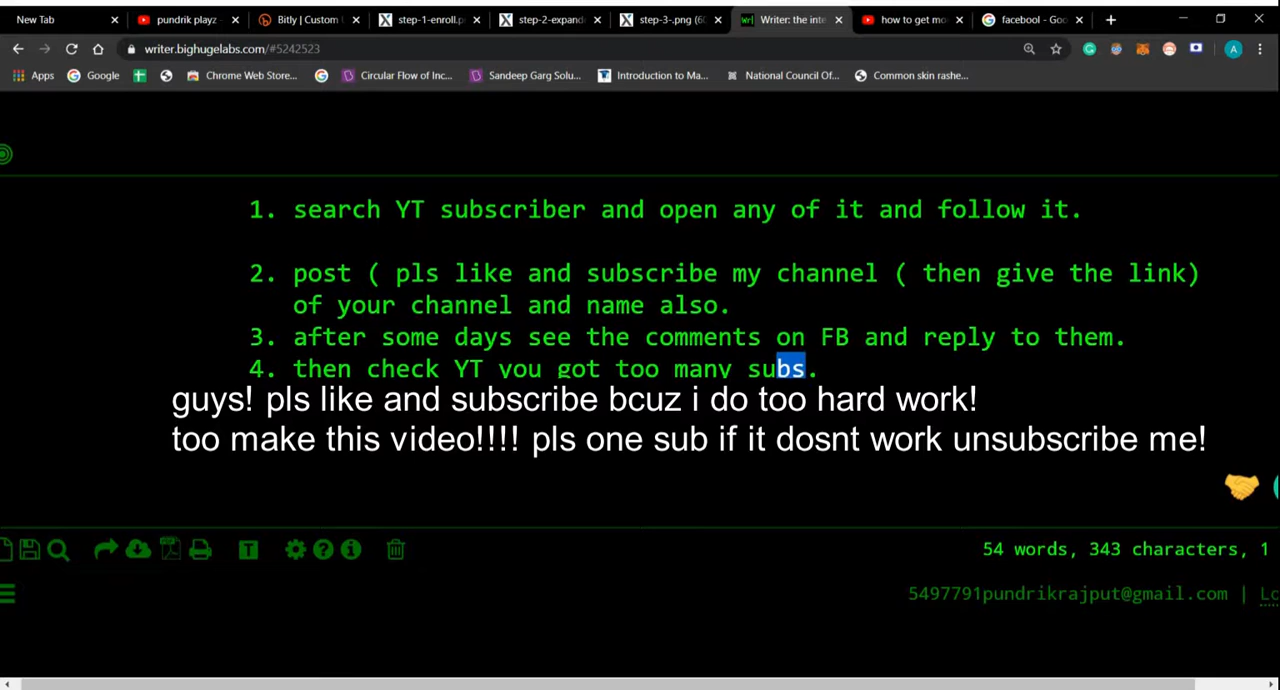 New Tab
pundrik playz -
Bitly | Custom
step-1-enroll.p
step-2-expand
step-3-.png (60
Writer: the inte
how to get mo
facebool - Goo
writer.bighugelabs.com/#5242523
Apps
Google
Chrome Web Store...
Circular Flow of Inc...
Sandeep Garg Solu...
Introduction to Ma...
National Council Of...
Common skin rashe...
A
1. search YT subscriber and open any of it and follow it.
2. post ( pls like and subscribe my channel ( then give the link)
of your channel and name also.
3. after some days see the comments on FB and reply to them.
4. then check YT you got too many subs.
guys! pls like and subscribe bcuz i do too hard work!
too make this video!!!! pls one sub if it dosnt work unsubscribe me!
54 words, 343 characters, 1
5497791pundrikrajput@gmail.com | Lo